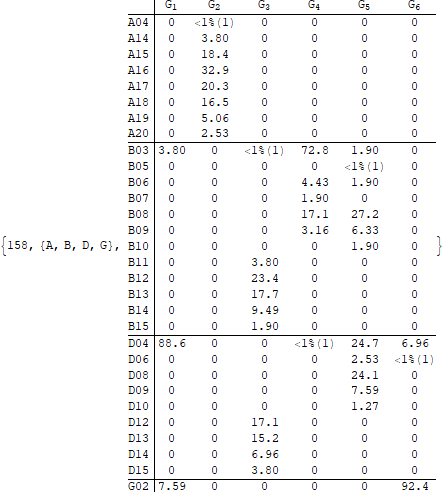 G1 G2 G3 G4 G5 G6
A04 0 <1%(1) 0 0 0 0
A14 0 3.80 0 0 0 0
A15 0 18.4 0 0 0 0
A16 0 32.9 0 0 0 0
A17 0 20.3 0 0 0 0
A18 0 16.5 0 0 0 0
A19 0 5.06 0 0 0 0
A20 0 2.53 0 0 0 0
B03 3.80 0 <1%(1) 72.8 1.90 0
B05 0 0 0 0 <1%(1) 0
B06 0 0 0 4.43 1.90 0
B07 0 0 0 1.90 0 0
B08 0 0 0 17.1 27.2 0
B09 0 0 0 3.16 6.33 0
{158, {A, B, D, G}, B10 0 0 0 0 1.90 0 }
B11 0 0 3.80 0 0 0
B12 0 0 23.4 0 0 0
B13 0 0 17.7 0 0 0
B14 0 0 9.49 0 0 0
B15 0 0 1.90 0 0 0
D04 88.6 0 0 <1%(1) 24.7 6.96
D06 0 0 0 0 2.53 <1%(1)
D08 0 0 0 0 24.1 0
D09 0 0 0 0 7.59 0
D10 0 0 0 0 1.27 0
D12 0 0 17.1 0 0 0
D13 0 0 15.2 0 0 0
D14 0 0 6.96 0 0 0
D15 0 0 3.80 0 0 0
G02 7.59 0 0 0 0 92.4